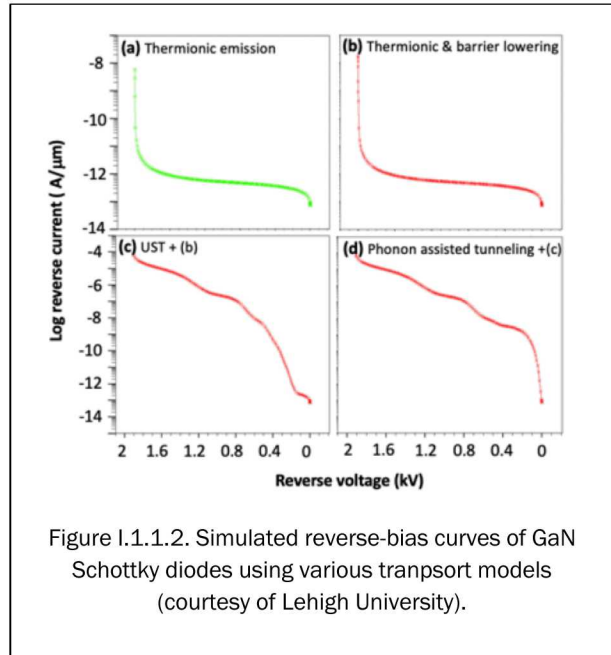 (a) Thermionic emission
(b) Thermionic & barrier lowering
-8
-10
-12
-14
Log reverse current ( A/µm)
(c) UST + (b)
(d) Phonon assisted tunneling +(c)
-4
-6
-8
-10
-12
-14
2 1.6 1.2 0.8 0.4 0
2 1.6 1.2 0.8 0.4 0
Reverse voltage (kV)
Figure I.1.1.2. Simulated reverse-bias curves of GaN
Schottky diodes using various tranpsort models
(courtesy of Lehigh University).